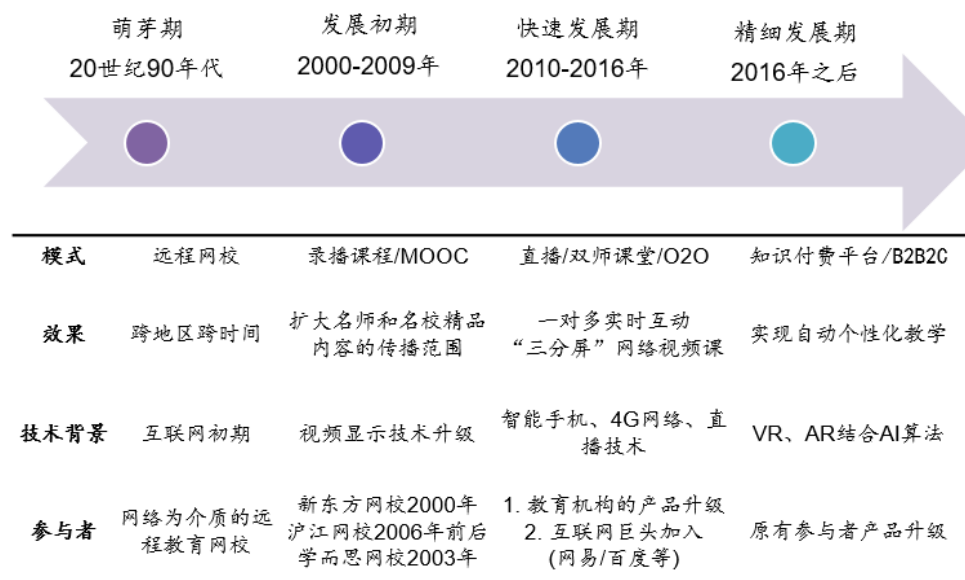 萌芽期
20世纪90年代
发展初期
2000-2009年
快速发展期
2010-2016年
精细发展期
2016年之后
模式
远程网校
录播课程/MOOC
直播/双师课堂/O2O
知识付费平台/B2B2C
效果
跨地区跨时间
扩大名师和名校精品
内容的传播范围
一对多实时互动
“三分屏”网络视频课
实现自动个性化教学
技术背景
互联网初期
视频显示技术升级
智能手机、4G网络、直
播技术
VR、AR结合AI算法
参与者
网络为介质的远
程教育网校
新东方网校2000年
沪江网校2006年前后
学而思网校2003年
1. 教育机构的产品升级
2. 互联网巨头加入
(网易/百度等)
原有参与者产品升级